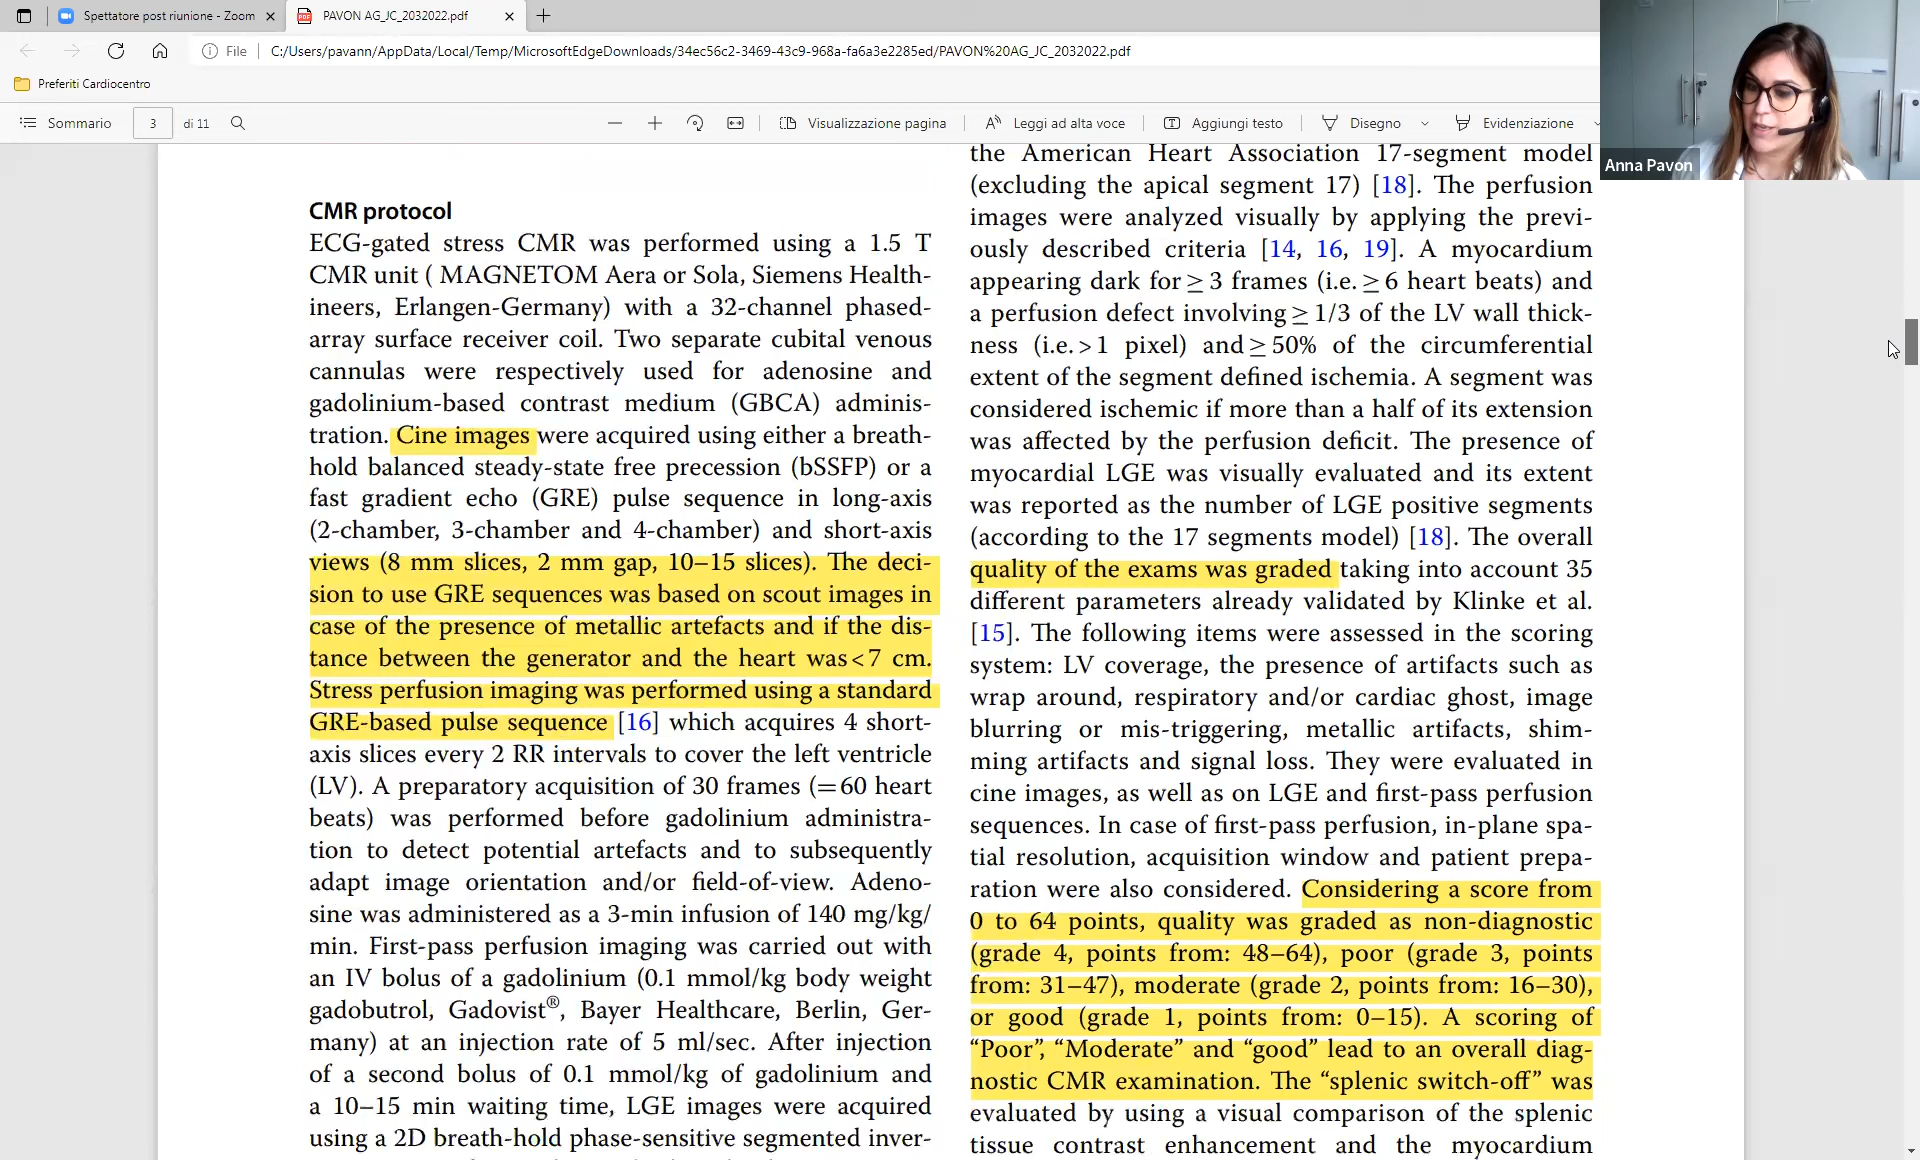 Spettatore post riunione - Zoom
PAVON AG_JC_2032022.pdf
File
C:/Users/pavann/AppData/Local/Temp/MicrosoftEdgeDownloads/34ec56c2-3469-43c9-968a-fa6a3e2285ed/PAVON%20AG_JC_2032022.pdf
Preferiti Cardiocentro
Sommario
3
di 11
Visualizzazione pagina
Leggi ad alta voce
Aggiungi testo
Disegno
Evidenziazione
Anna Pavon
CMR protocol
ECG-gated stress CMR was performed using a 1.5 T
CMR unit ( MAGNETOM Aera or Sola, Siemens Health-
ineers, Erlangen-Germany) with a 32-channel phased-
array surface receiver coil. Two separate cubital venous
cannulas were respectively used for adenosine and
gadolinium-based contrast medium (GBCA) adminis-
tration. Cine images were acquired using either a breath-
hold balanced steady-state free precession (bSSFP) or a
fast gradient echo (GRE) pulse sequence in long-axis
(2-chamber, 3-chamber and 4-chamber) and short-axis
views (8 mm slices, 2 mm gap, 10–15 slices). The deci-
sion to use GRE sequences was based on scout images in
case of the presence of metallic artefacts and if the dis-
tance between the generator and the heart was < 7 cm.
Stress perfusion imaging was performed using a standard
GRE-based pulse sequence [16] which acquires 4 short-
axis slices every 2 RR intervals to cover the left ventricle
(LV). A preparatory acquisition of 30 frames (= 60 heart
beats) was performed before gadolinium administra-
tion to detect potential artefacts and to subsequently
adapt image orientation and/or field-of-view. Adeno-
sine was administered as a 3-min infusion of 140 mg/kg/
min. First-pass perfusion imaging was carried out with
an IV bolus of a gadolinium (0.1 mmol/kg body weight
gadobutrol, Gadovist®, Bayer Healthcare, Berlin, Ger-
many) at an injection rate of 5 ml/sec. After injection
of a second bolus of 0.1 mmol/kg of gadolinium and
a 10–15 min waiting time, LGE images were acquired
using a 2D breath-hold phase-sensitive segmented inver-
the American Heart Association 17-segment model
(excluding the apical segment 17) [18]. The perfusion
images were analyzed visually by applying the previ-
ously described criteria [14, 16, 19]. A myocardium
appearing dark for ≥ 3 frames (i.e. ≥ 6 heart beats) and
a perfusion defect involving ≥ 1/3 of the LV wall thick-
ness (i.e. > 1 pixel) and ≥ 50% of the circumferential
extent of the segment defined ischemia. A segment was
considered ischemic if more than a half of its extension
was affected by the perfusion deficit. The presence of
myocardial LGE was visually evaluated and its extent
was reported as the number of LGE positive segments
(according to the 17 segments model) [18]. The overall
quality of the exams was graded taking into account 35
different parameters already validated by Klinke et al.
[15]. The following items were assessed in the scoring
system: LV coverage, the presence of artifacts such as
wrap around, respiratory and/or cardiac ghost, image
blurring or mis-triggering, metallic artifacts, shim-
ming artifacts and signal loss. They were evaluated in
cine images, as well as on LGE and first-pass perfusion
sequences. In case of first-pass perfusion, in-plane spa-
tial resolution, acquisition window and patient prepa-
ration were also considered. Considering a score from
0 to 64 points, quality was graded as non-diagnostic
(grade 4, points from: 48–64), poor (grade 3, points
from: 31–47), moderate (grade 2, points from: 16–30),
or good (grade 1, points from: 0–15). A scoring of
“Poor”, “Moderate” and “good” lead to an overall diag-
nostic CMR examination. The “splenic switch-off” was
evaluated by using a visual comparison of the splenic
tissue contrast enhancement and the myocardium